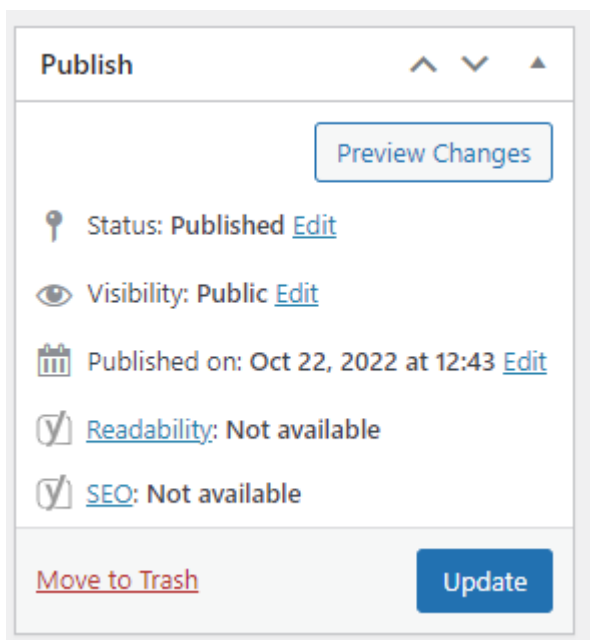 Publish
Preview Changes
Status: Published Edit
Visibility: Public Edit
Published on: Oct 22, 2022 at 12:43 Edit
Readability: Not available
SEO: Not available
Move to Trash
Update